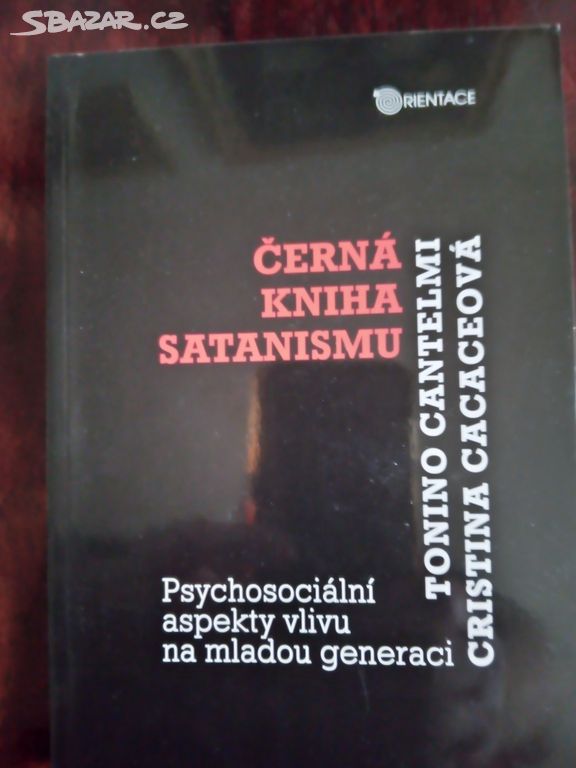 SBAZAR.CZ
ORIENTACE
ČERNÁ
KNIHA
SATANISMU
TONINO CANTELMI
CRISTINA CACACEOVÁ
Psychosociální
aspekty vlivu
na mladou generaci